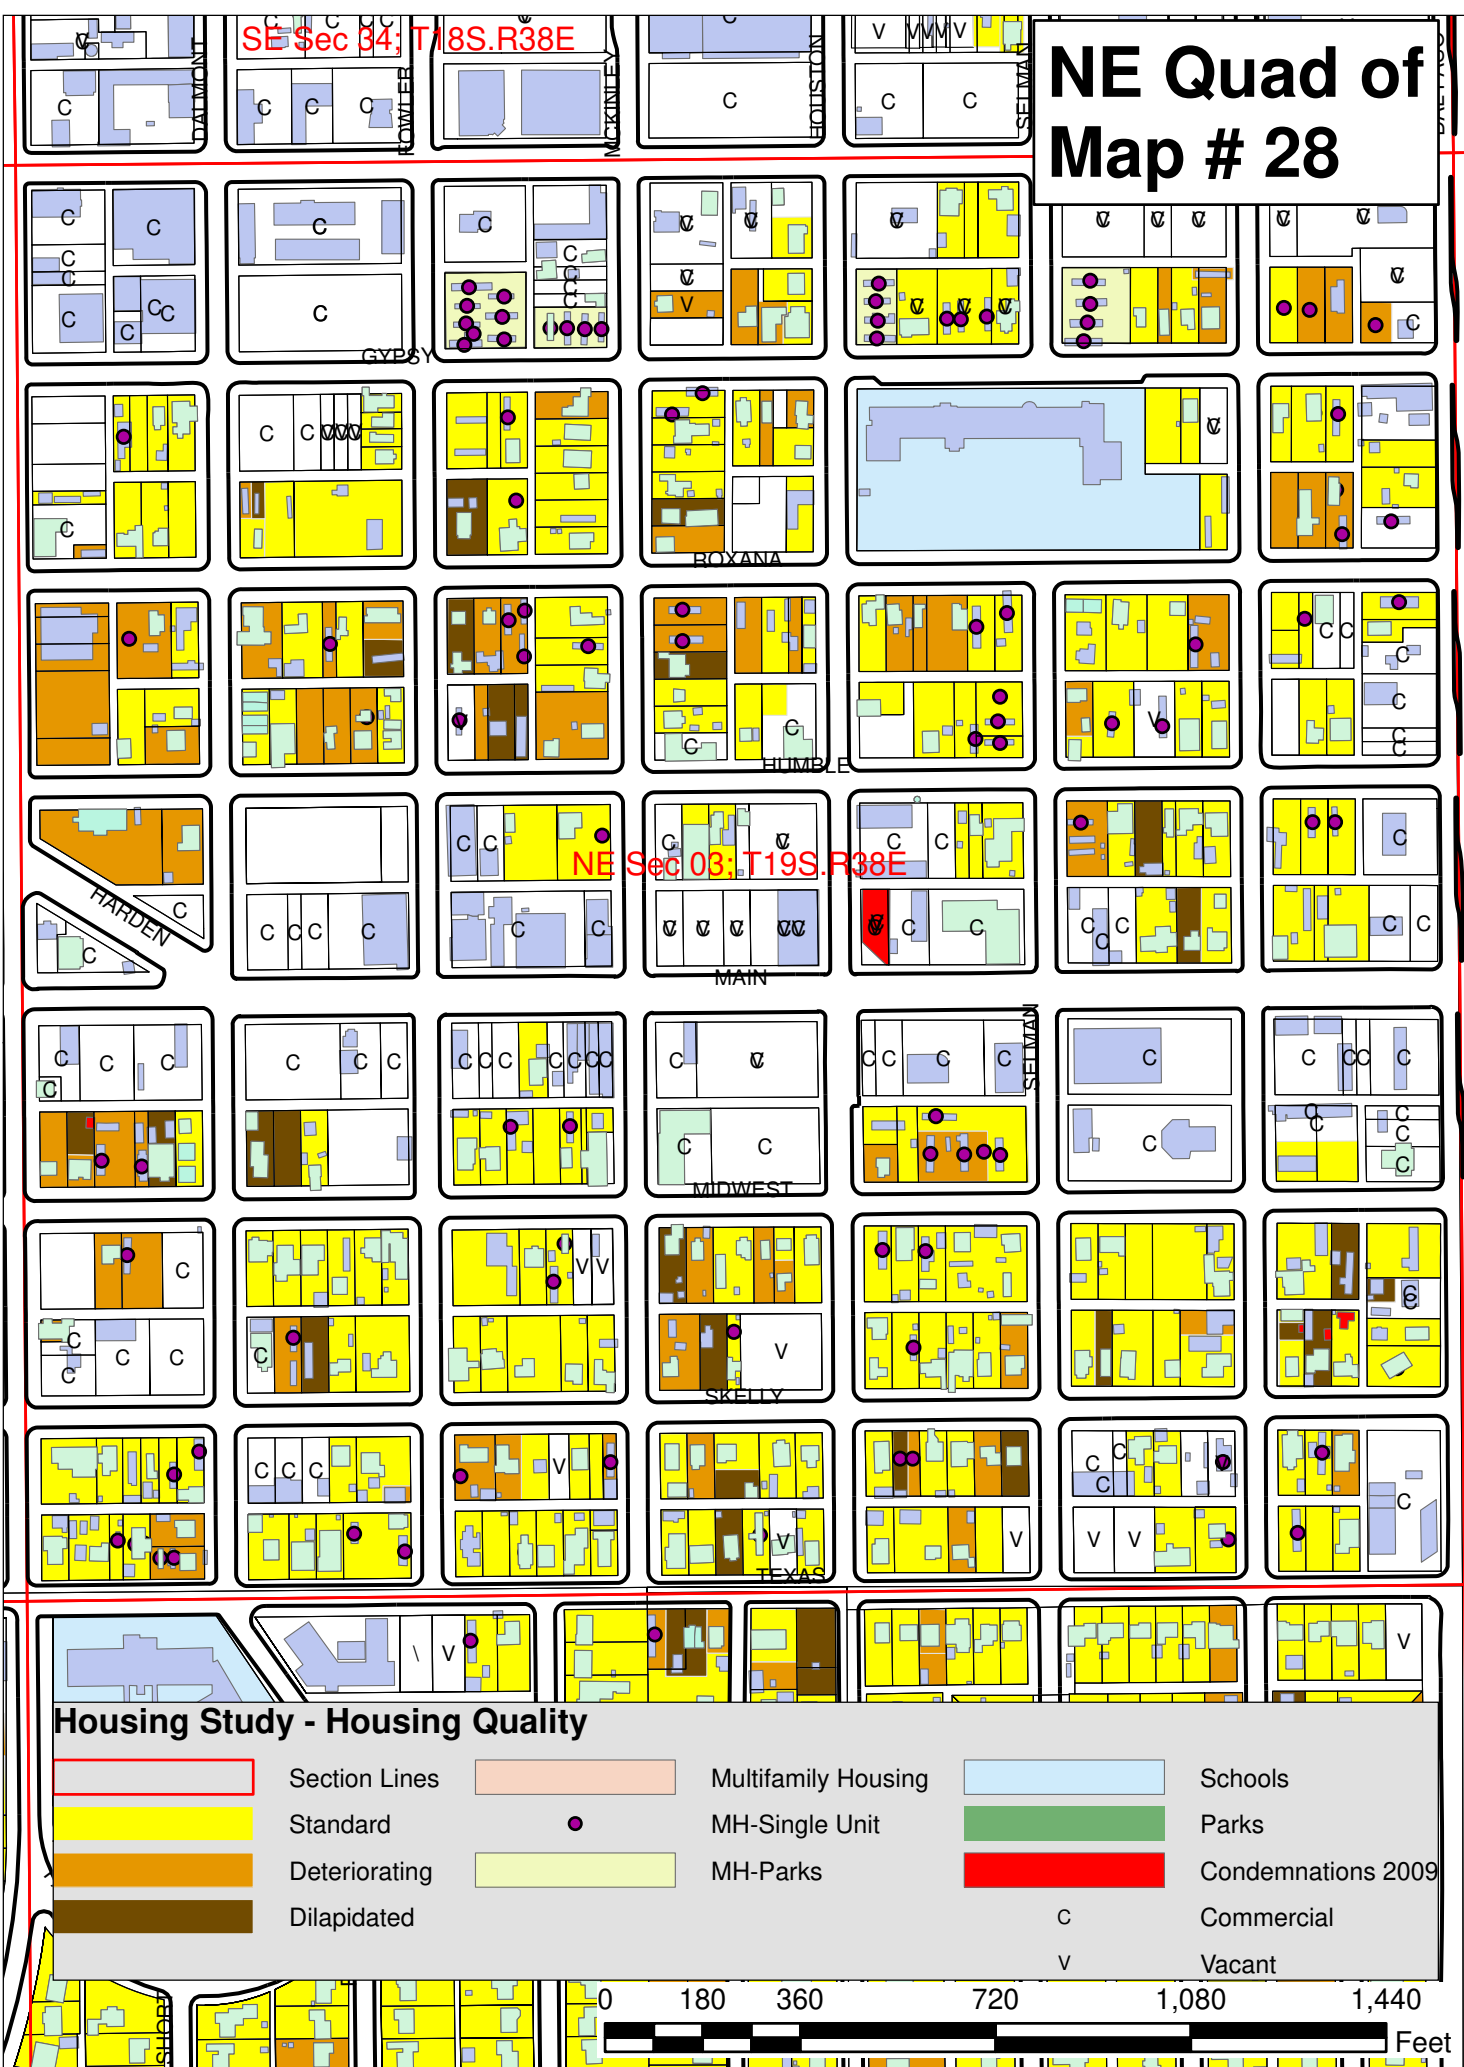 SE Sec 34; T18S.R38E
NE Quad of
Map # 28
DALMONT
FOWLER
MCKINLEY
HOUSTON
SELMAN
GYPSY
ROXANA
HUMBLE
NE Sec 03; T19S.R38E
HARDEN
MAIN
SELMAN
MIDWEST
SKELLY
TEXAS
Housing Study - Housing Quality
Section Lines
Multifamily Housing
Schools
Standard
MH-Single Unit
Parks
Deteriorating
MH-Parks
Condemnations 2009
Dilapidated
C Commercial
V Vacant
SHORT
0 180 360 720 1,080 1,440
Feet